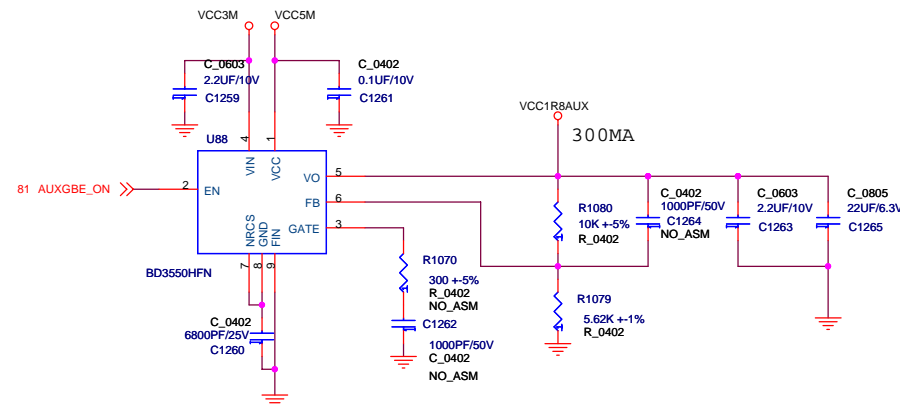 VCC3M
VCC5M
C_0603
2.2UF/10V
C1259
C_0402
0.1UF/10V
C1261
VCC1R8AUX
300MA
U88
4
1
VIN
VCC
81 AUXGBE_ON
2
EN
VO
5
FB
6
GATE
3
NRCS
GND
FIN
7
8
9
BD3550HFN
R1080
10K +-5%
R_0402
C_0402
1000PF/50V
C1264
NO_ASM
C_0603
2.2UF/10V
C1263
C_0805
22UF/6.3V
C1265
R1070
300 +-5%
R_0402
NO_ASM
C1262
1000PF/50V
C_0402
NO_ASM
R1079
5.62K +-1%
R_0402
C_0402
6800PF/25V
C1260